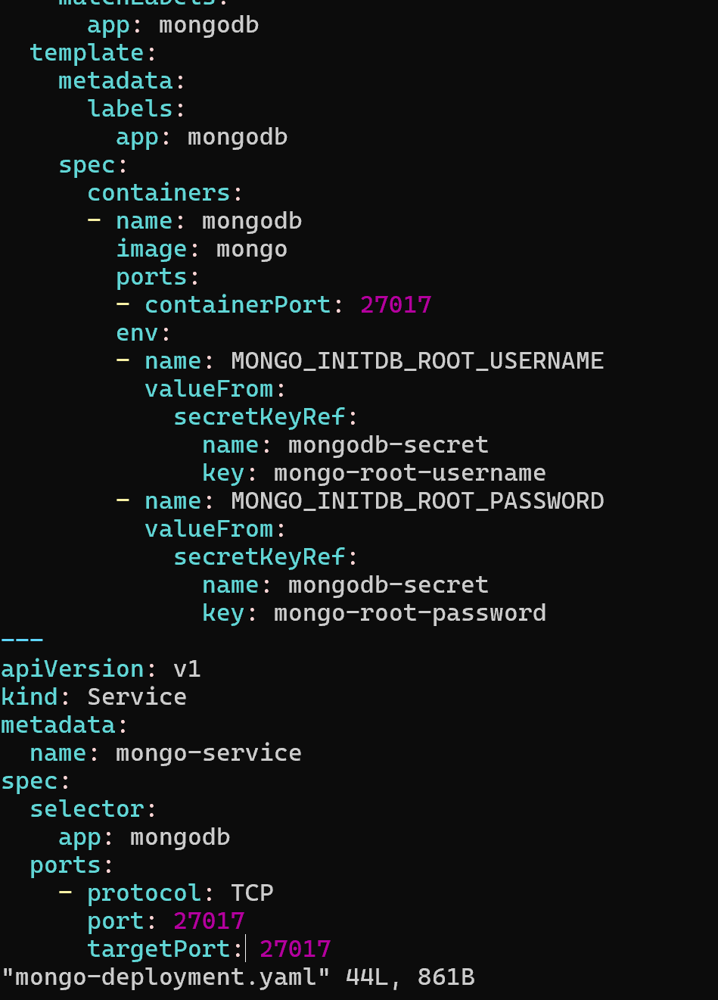 matchLabels:
      app: mongodb
  template:
    metadata:
      labels:
        app: mongodb
    spec:
      containers:
      - name: mongodb
        image: mongo
        ports:
        - containerPort: 27017
        env:
        - name: MONGO_INITDB_ROOT_USERNAME
          valueFrom:
            secretKeyRef:
              name: mongodb-secret
              key: mongo-root-username
        - name: MONGO_INITDB_ROOT_PASSWORD
          valueFrom:
            secretKeyRef:
              name: mongodb-secret
              key: mongo-root-password
---
apiVersion: v1
kind: Service
metadata:
  name: mongo-service
spec:
  selector:
    app: mongodb
  ports:
    - protocol: TCP
      port: 27017
      targetPort: 27017
"mongo-deployment.yaml" 44L, 861B